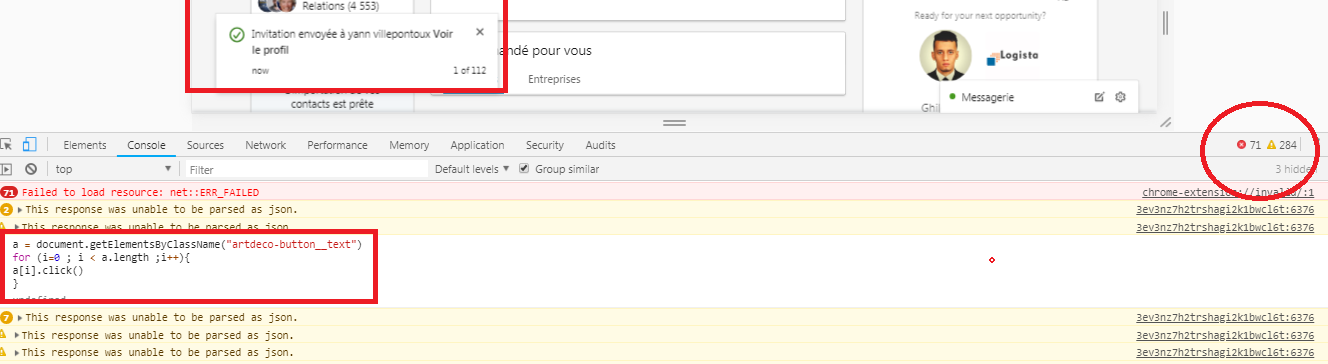 Relations (4 553)
Invitation envoyée à yann villepontoux Voir
le profil
now 1 of 112
andé pour vous
Entreprises
contacts est prête
Ready for your next opportunity?
Logista
Messagerie
Elements Console Sources Network Performance Memory Application Security Audits 71 284
top Filter Default levels Group similar 3 hidden
71 Failed to load resource: net::ERR_FAILED chrome-extension://invalid/:1
2 This response was unable to be parsed as json. 3ev3nz7h2trshagi2k1bwcl6t:6376
This response was unable to be parsed as json. 3ev3nz7h2trshagi2k1bwcl6t:6376
a = document.getElementsByClassName("artdeco-button__text")
for (i=0 ; i < a.length ;i++){
a[i].click()
}
undefined
7 This response was unable to be parsed as json. 3ev3nz7h2trshagi2k1bwcl6t:6376
This response was unable to be parsed as json. 3ev3nz7h2trshagi2k1bwcl6t:6376
This response was unable to be parsed as json. 3ev3nz7h2trshagi2k1bwcl6t:6376